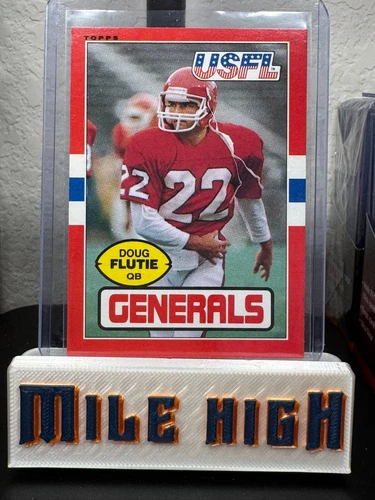 TOPPS
USFL
22
22
DOUG
FLUTIE
QB
GENERALS
MILE HIGH